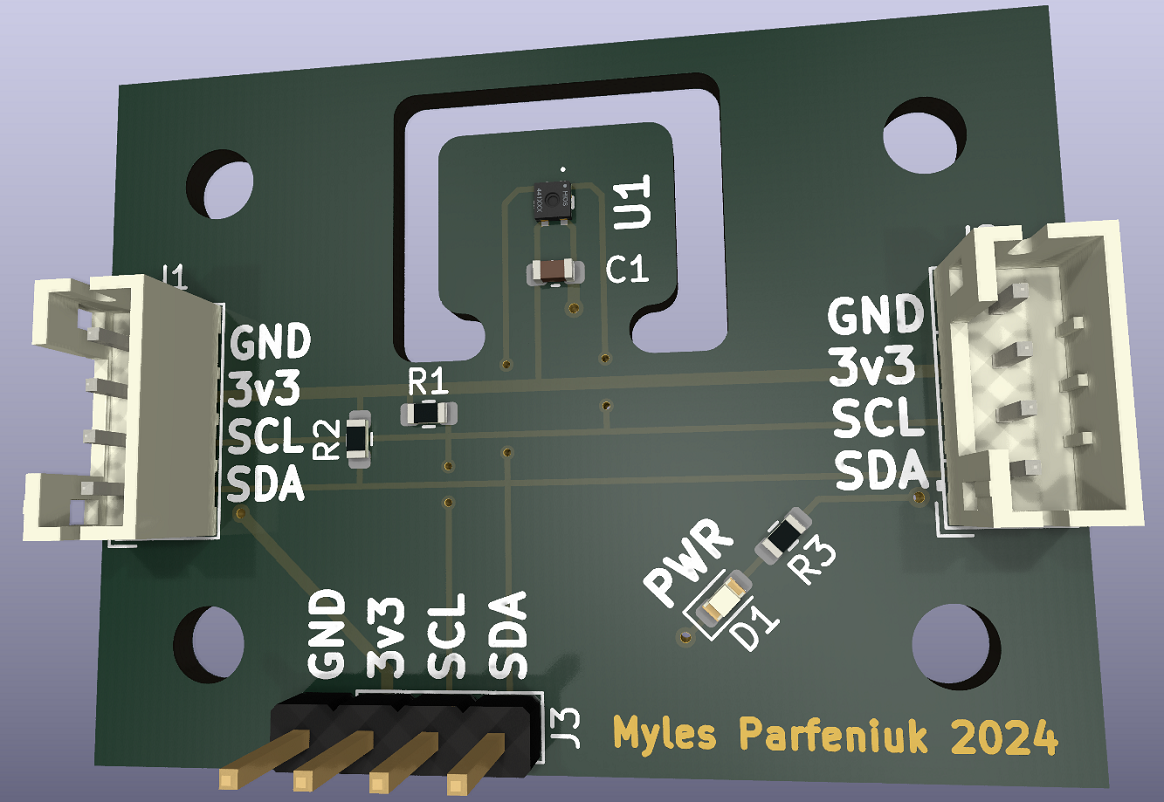 U1
C1
J1
GND
3v3
SCL
SDA
R1
R2
GND
3v3
SCL
SDA
PWR
R3
D1
GND
3v3
SCL
SDA
J3
Myles Parfeniuk 2024